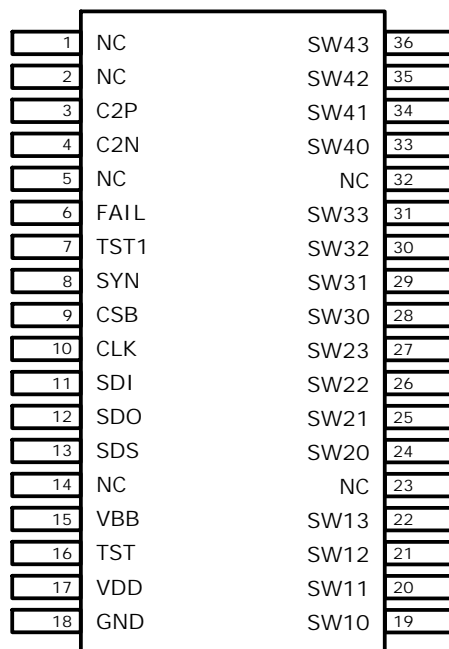 1 NC SW43 36
2 NC SW42 35
3 C2P SW41 34
4 C2N SW40 33
5 NC NC 32
6 FAIL SW33 31
7 TST1 SW32 30
8 SYN SW31 29
9 CSB SW30 28
10 CLK SW23 27
11 SDI SW22 26
12 SDO SW21 25
13 SDS SW20 24
14 NC NC 23
15 VBB SW13 22
16 TST SW12 21
17 VDD SW11 20
18 GND SW10 19